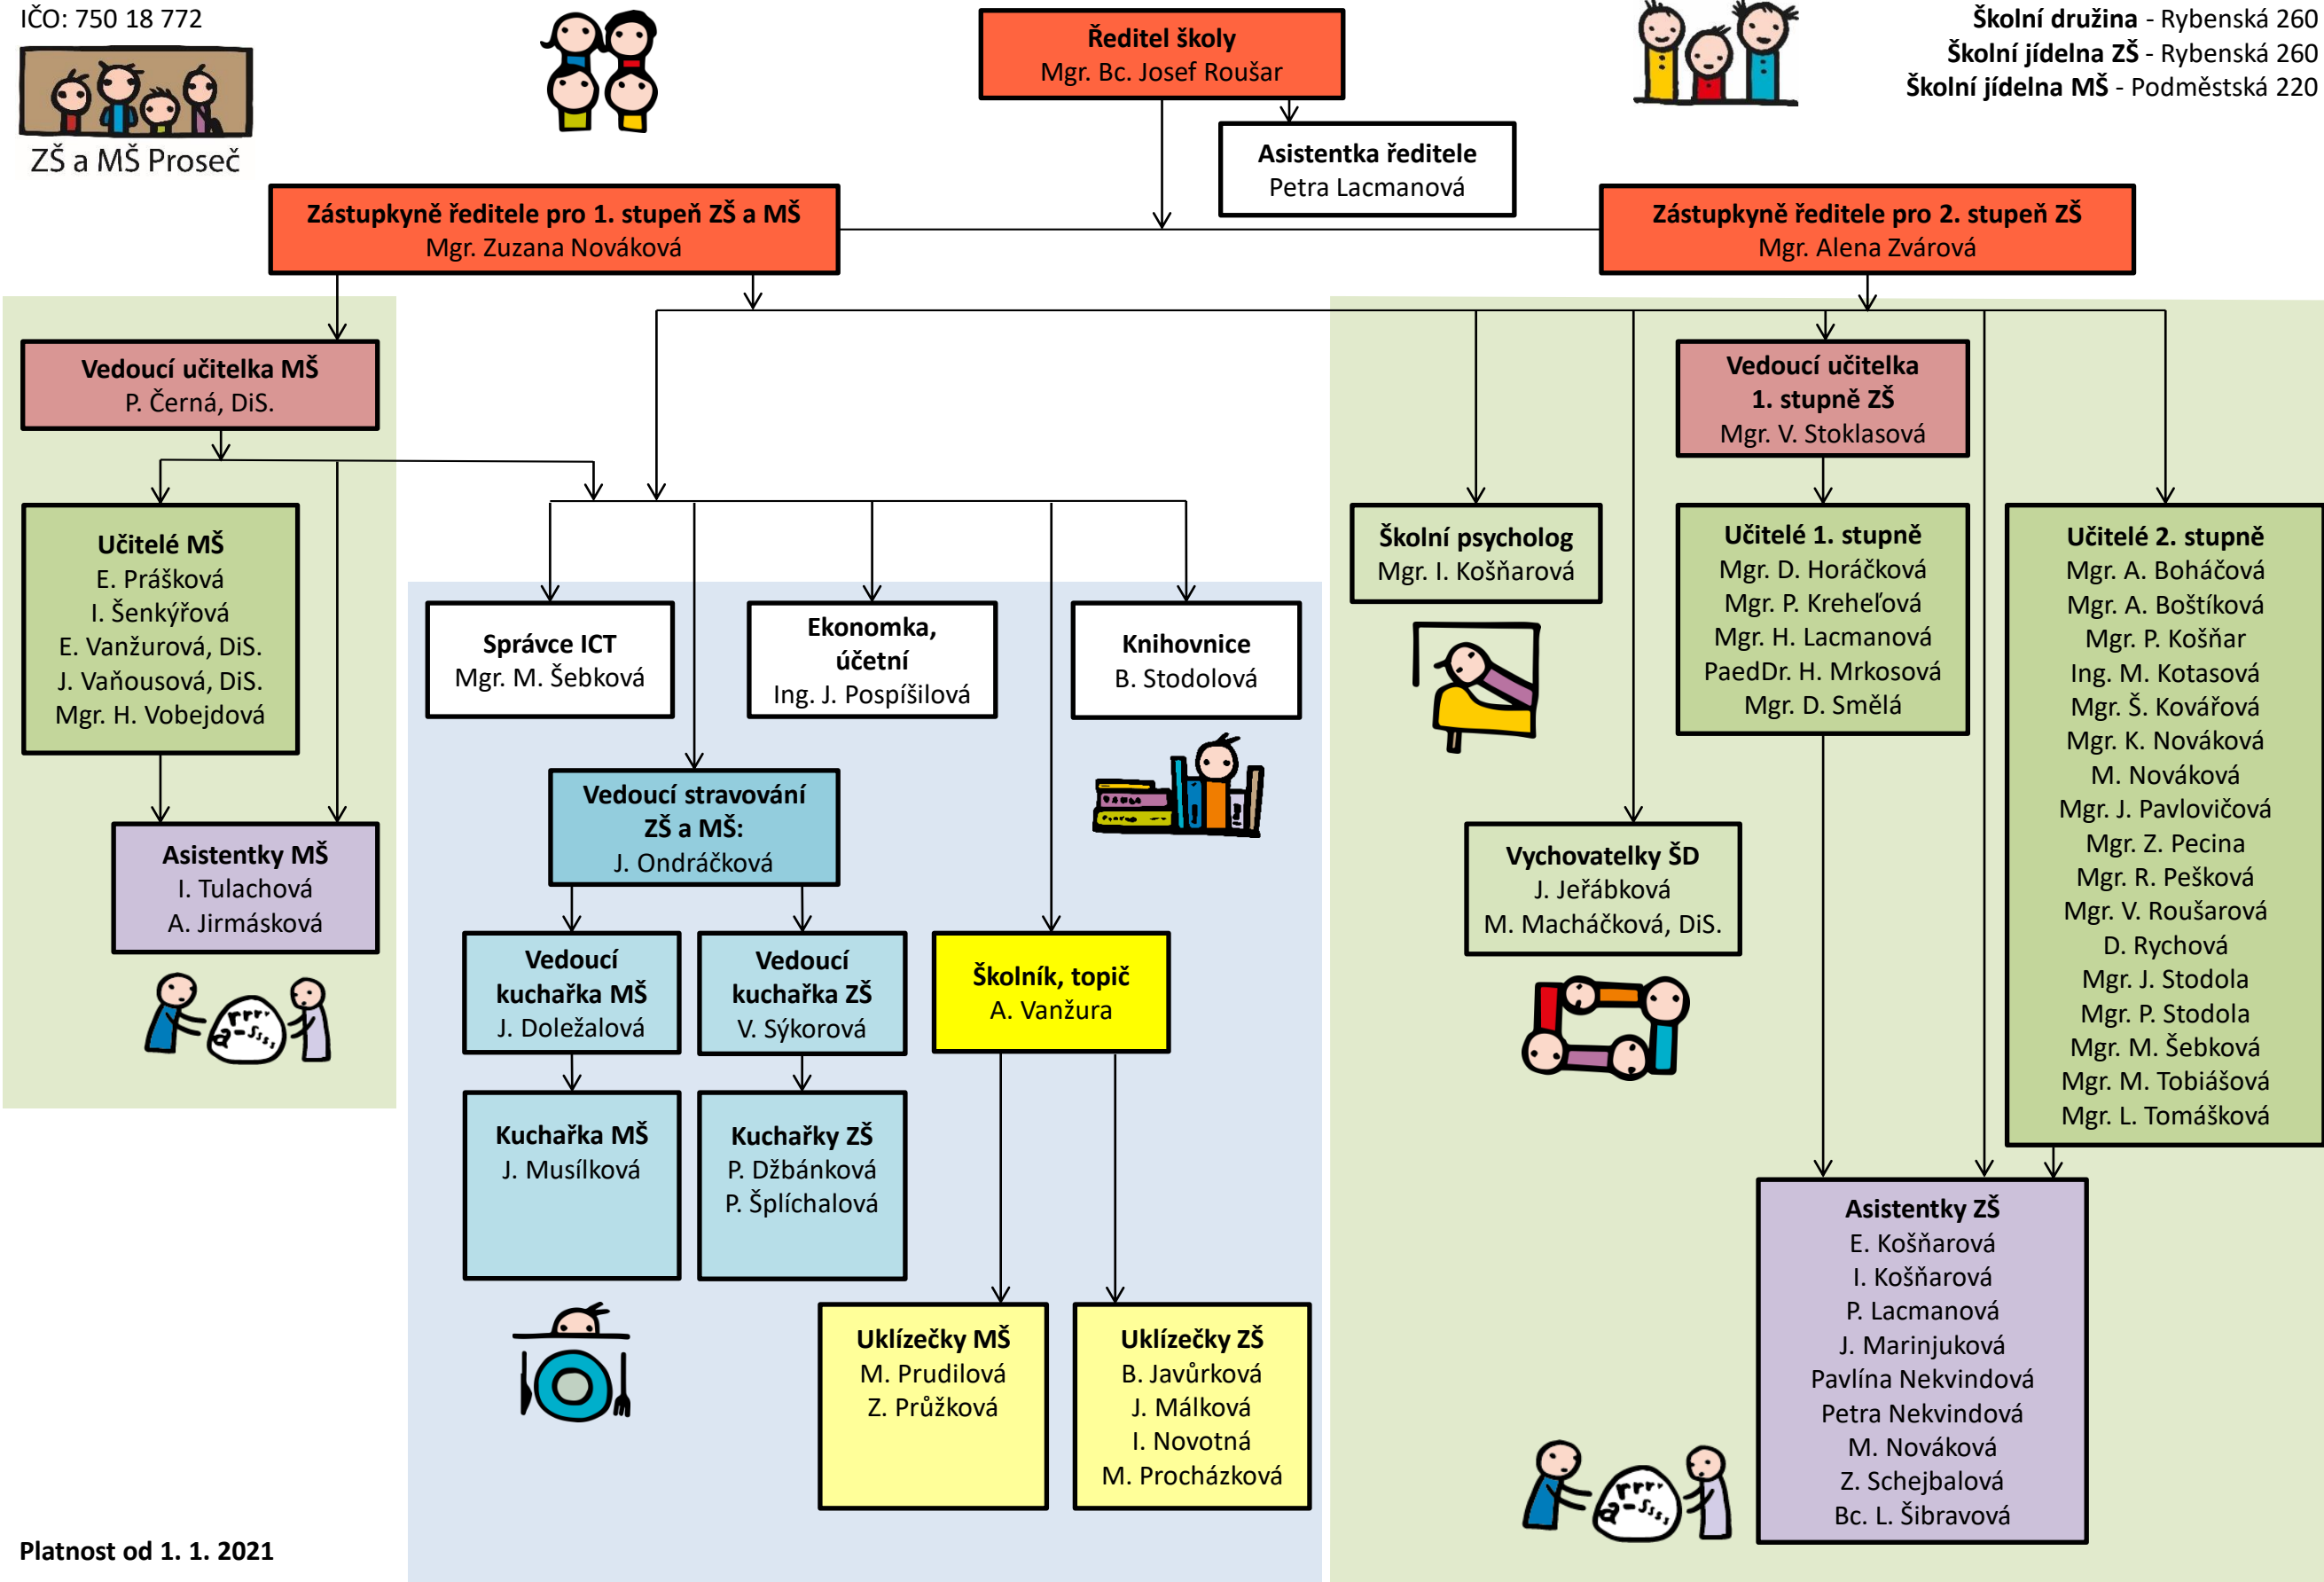 IČO: 750 18 772
ZŠ a MŠ Proseč
Ředitel školy
Mgr. Bc. Josef Roušar
Školní družina - Rybenská 260
Školní jídelna ZŠ - Rybenská 260
Školní jídelna MŠ - Podměstská 220
Asistentka ředitele
Petra Lacmanová
Zástupkyně ředitele pro 1. stupeň ZŠ a MŠ
Mgr. Zuzana Nováková
Zástupkyně ředitele pro 2. stupeň ZŠ
Mgr. Alena Zvárová
Vedoucí učitelka MŠ
P. Černá, DiS.
Vedoucí učitelka
1. stupně ZŠ
Mgr. V. Stoklasová
Učitelé MŠ
E. Prášková
I. Šenkýřová
E. Vanžurová, DiS.
J. Vaňousová, DiS.
Mgr. H. Vobejdová
Asistentky MŠ
I. Tulachová
A. Jirmásková
rrrr
a-ssss
Správce ICT
Mgr. M. Šebková
Ekonomka,
účetní
Ing. J. Pospíšilová
Knihovnice
B. Stodolová
Vedoucí stravování
ZŠ a MŠ:
J. Ondráčková
Vedoucí
kuchařka MŠ
J. Doležalová
Vedoucí
kuchařka ZŠ
V. Sýkorová
Školník, topič
A. Vanžura
Kuchařka MŠ
J. Musílková
Kuchařky ZŠ
P. Džbánková
P. Šplíchalová
Uklízečky MŠ
M. Prudilová
Z. Průžková
Uklízečky ZŠ
B. Javůrková
J. Málková
I. Novotná
M. Procházková
Školní psycholog
Mgr. I. Košňarová
Učitelé 1. stupně
Mgr. D. Horáčková
Mgr. P. Kreheľová
Mgr. H. Lacmanová
PaedDr. H. Mrkosová
Mgr. D. Smělá
Učitelé 2. stupně
Mgr. A. Boháčová
Mgr. A. Boštíková
Mgr. P. Košňar
Ing. M. Kotasová
Mgr. Š. Kovářová
Mgr. K. Nováková
M. Nováková
Mgr. J. Pavlovičová
Mgr. Z. Pecina
Mgr. R. Pešková
Mgr. V. Roušarová
D. Rychová
Mgr. J. Stodola
Mgr. P. Stodola
Mgr. M. Šebková
Mgr. M. Tobiášová
Mgr. L. Tomášková
Vychovatelky ŠD
J. Jeřábková
M. Macháčková, DiS.
Asistentky ZŠ
E. Košňarová
I. Košňarová
P. Lacmanová
J. Marinjuková
Pavlína Nekvindová
Petra Nekvindová
M. Nováková
Z. Schejbalová
Bc. L. Šibravová
rrrr
a-ssss
Platnost od 1. 1. 2021